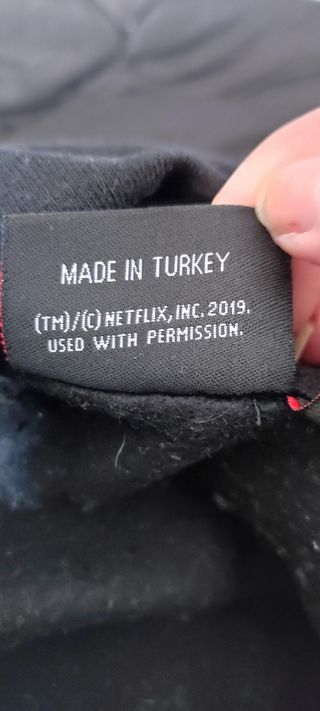 MADE IN TURKEY
(TM)/(C) NETFLIX, INC. 2019.
USED WITH PERMISSION.